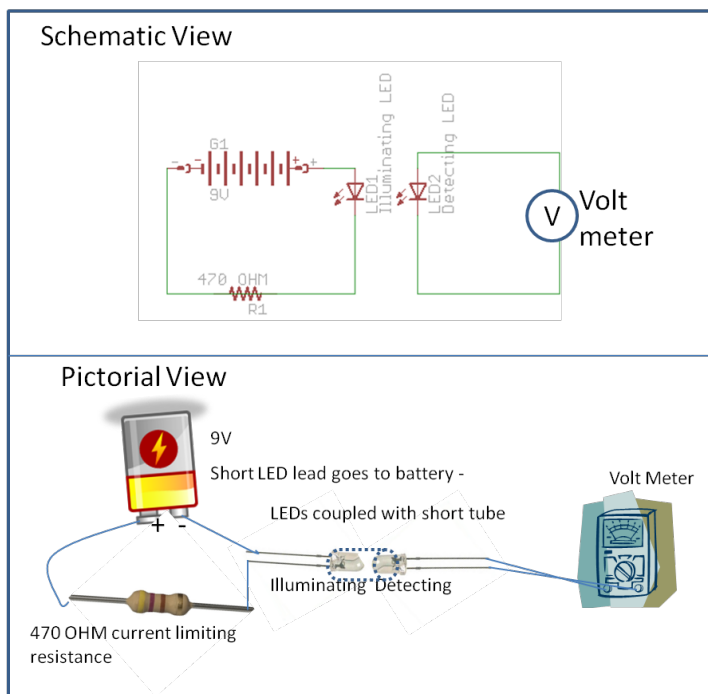 Schematic View
G1
- - + +
9V
LED1
Illuminating LED
LED2
Detecting LED
V
Volt
meter
470 OHM
R1
Pictorial View
9V
Short LED lead goes to battery -
+ -
LEDs coupled with short tube
Volt Meter
Illuminating Detecting
470 OHM current limiting
resistance